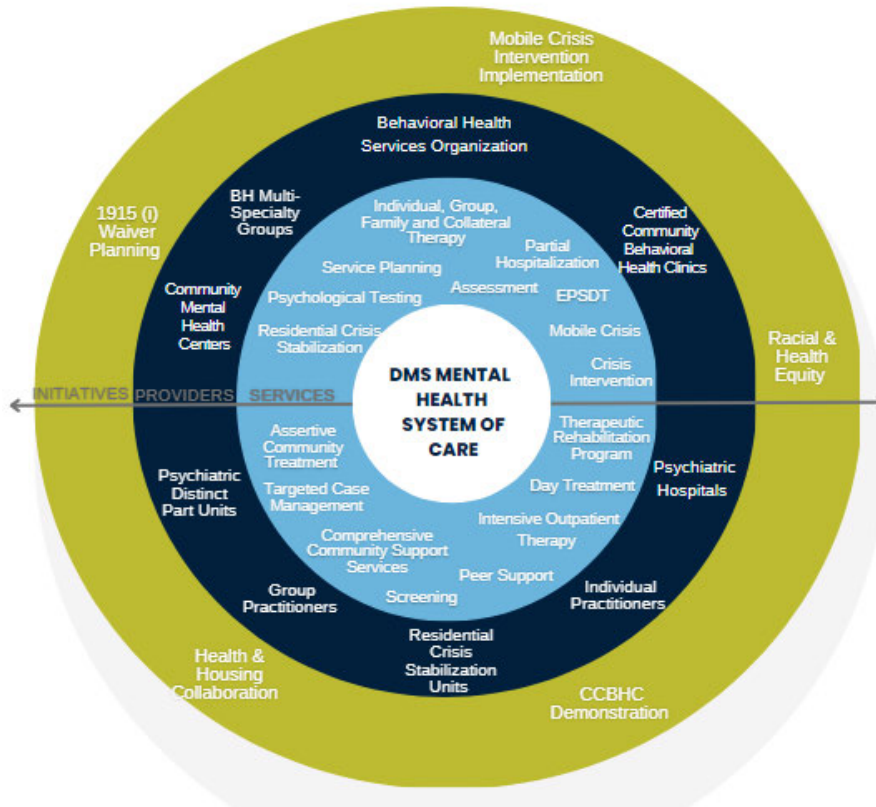 Mobile Crisis
Intervention
Implementation
Behavioral Health
Services Organization
BH Multi-
Specialty
Groups
1915 (i)
Waiver
Planning
Individual, Group,
Family and Collateral
Therapy
Certified
Community
Behavioral
Health Clinics
Partial
Hospitalization
Service Planning
Assessment
EPSDT
Psychological Testing
Community
Mental
Health
Centers
Residential Crisis
Stabilization
Mobile Crisis
Racial &
Health
Equity
Crisis
Intervention
INITIATIVES PROVIDERS SERVICES
DMS MENTAL
HEALTH
SYSTEM OF
CARE
Assertive
Community
Treatment
Therapeutic
Rehabilitation
Program
Psychiatric
Distinct
Part Units
Psychiatric
Hospitals
Targeted Case
Management
Day Treatment
Intensive Outpatient
Therapy
Comprehensive
Community Support
Services
Peer Support
Screening
Group
Practitioners
Individual
Practitioners
Residential
Crisis
Stabilization
Units
Health &
Housing
Collaboration
CCBHC
Demonstration